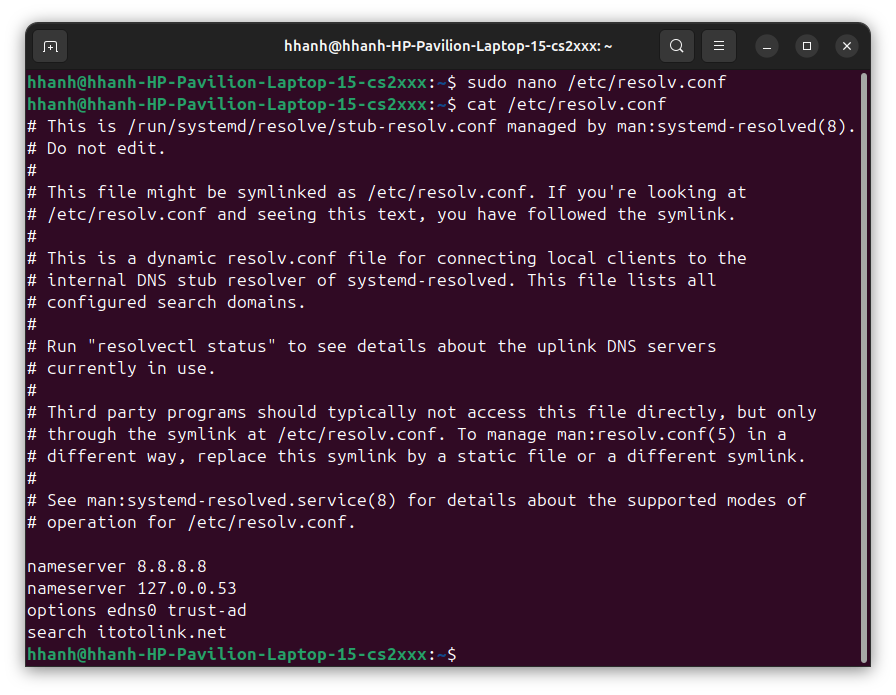 hhanh@hhanh-HP-Pavilion-Laptop-15-cs2xxx: ~
hhanh@hhanh-HP-Pavilion-Laptop-15-cs2xxx:~$ sudo nano /etc/resolv.conf
hhanh@hhanh-HP-Pavilion-Laptop-15-cs2xxx:~$ cat /etc/resolv.conf
# This is /run/systemd/resolve/stub-resolv.conf managed by man:systemd-resolved(8).
# Do not edit.
#
# This file might be symlinked as /etc/resolv.conf. If you're looking at
# /etc/resolv.conf and seeing this text, you have followed the symlink.
#
# This is a dynamic resolv.conf file for connecting local clients to the
# internal DNS stub resolver of systemd-resolved. This file lists all
# configured search domains.
#
# Run "resolvectl status" to see details about the uplink DNS servers
# currently in use.
#
# Third party programs should typically not access this file directly, but only
# through the symlink at /etc/resolv.conf. To manage man:resolv.conf(5) in a
# different way, replace this symlink by a static file or a different symlink.
#
# See man:systemd-resolved.service(8) for details about the supported modes of
# operation for /etc/resolv.conf.

nameserver 8.8.8.8
nameserver 127.0.0.53
options edns0 trust-ad
search itotolink.net
hhanh@hhanh-HP-Pavilion-Laptop-15-cs2xxx:~$